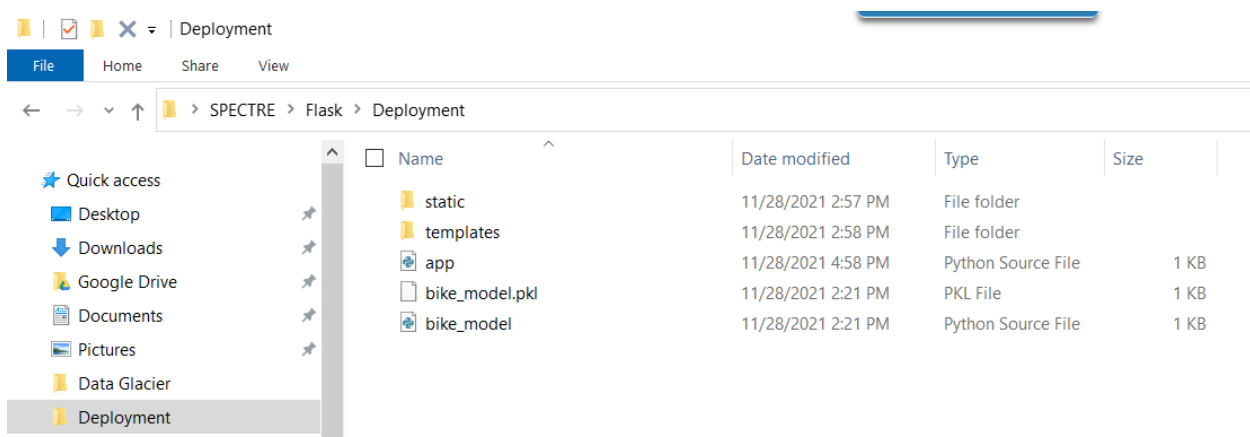 Deployment
File Home Share View
SPECTRE > Flask > Deployment
Name Date modified Type Size
Quick access
Desktop
Downloads
Google Drive
Documents
Pictures
Data Glacier
Deployment
static 11/28/2021 2:57 PM File folder
templates 11/28/2021 2:58 PM File folder
app 11/28/2021 4:58 PM Python Source File 1 KB
bike_model.pkl 11/28/2021 2:21 PM PKL File 1 KB
bike_model 11/28/2021 2:21 PM Python Source File 1 KB